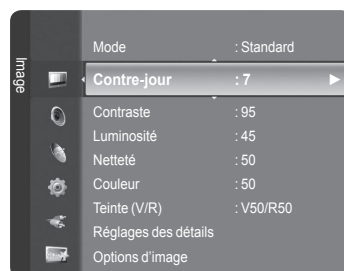 Image
Mode : Standard
Contre-jour : 7
Contraste : 95
Luminosité : 45
Netteté : 50
Couleur : 50
Teinte (V/R) : V50/R50
Réglages des détails
Options d'image